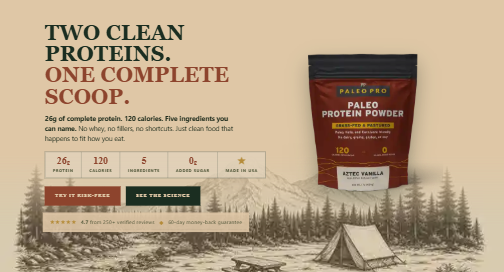 TWO CLEAN
PROTEINS.
ONE COMPLETE
SCOOP.
26g of complete protein. 120 calories. Five ingredients you
can name. No whey, no fillers, no shortcuts. Just clean food that
happens to fit how you eat.
26g 120 5 0g ★
PROTEIN CALORIES INGREDIENTS ADDED SUGAR MADE IN USA
TRY IT RISK-FREE SEE THE SCIENCE
★★★★★ 4.7 from 200+ verified reviews • 60-day money-back guarantee
PALEO PRO
PALEO
PROTEIN POWDER
GRASS-FED & PASTURED
120 0
AZTEC VANILLA